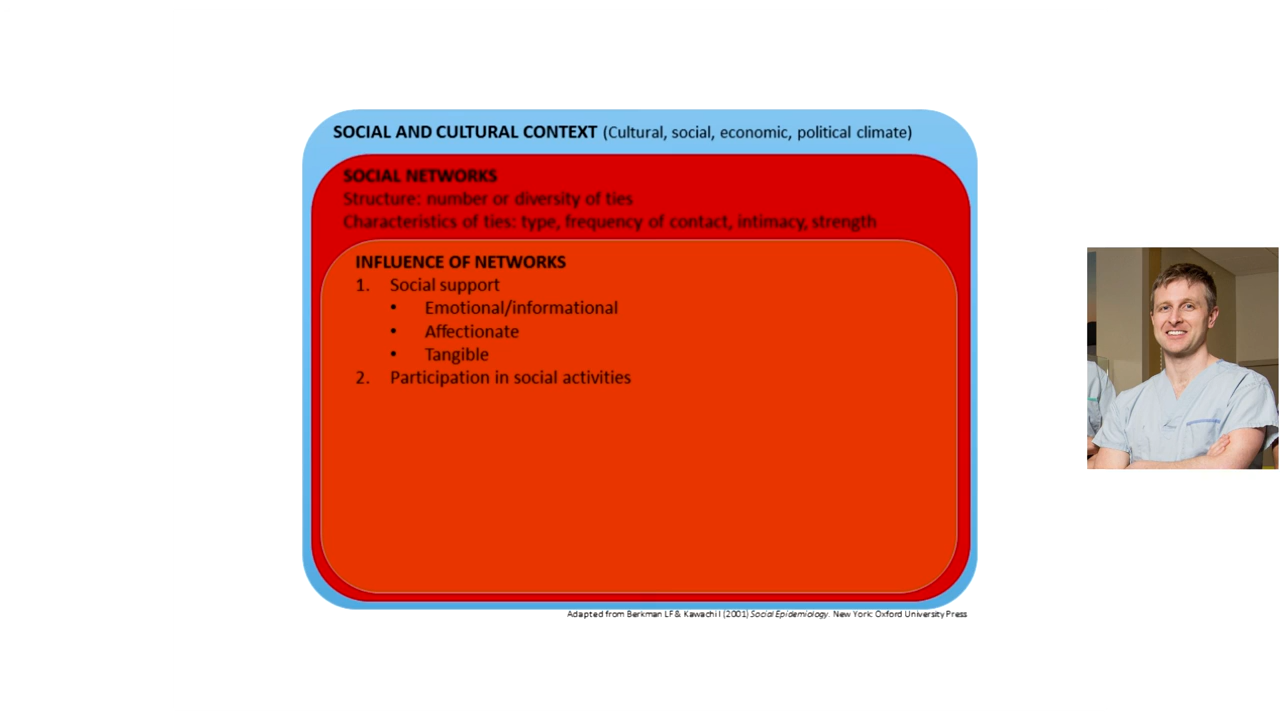 SOCIAL AND CULTURAL CONTEXT (Cultural, social, economic, political climate)
SOCIAL NETWORKS
Structure: number or diversity of ties
Characteristics of ties: type, frequency of contact, intimacy, strength
INFLUENCE OF NETWORKS
1. Social support
• Emotional/informational
• Affectionate
• Tangible
2. Participation in social activities
Adapted from Berkman LF & Kawachi I (2001) Social Epidemiology. New York: Oxford University Press